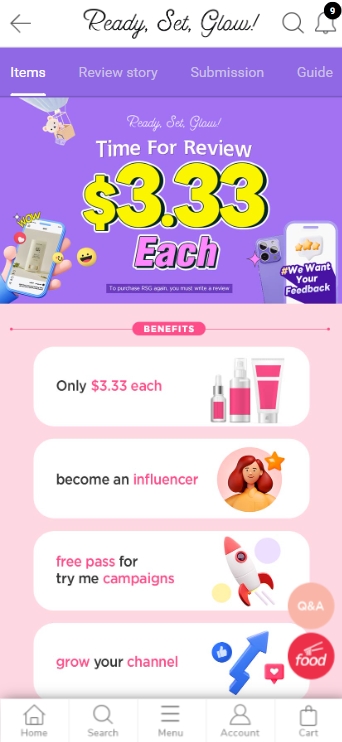 Ready, Set, Glow!
9
Items
Review story
Submission
Guide
Ready, Set, Glow!
Time For Review
$3.33
Each
WOW
#We Want
Your
Feedback
To purchase RSG again, you must write a review
BENEFITS
Only $3.33 each
become an influencer
free pass for
try me campaigns
grow your channel
Q&A
food
Home
Search
Menu
Account
Cart